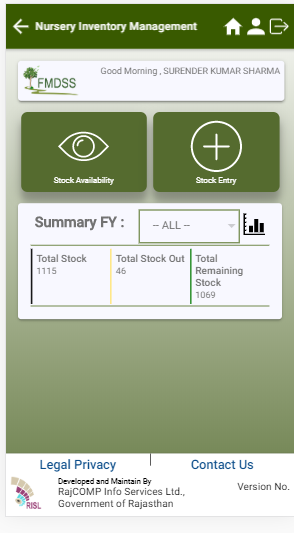 Nursery Inventory Management
FMDSS
Good Morning , SURENDER KUMAR SHARMA
Stock Availability
Stock Entry
Summary FY :
-- ALL --
Total Stock
1115
Total Stock Out
46
Total
Remaining
Stock
1069
Legal Privacy
Contact Us
RISL
Developed and Maintain By
RajCOMP Info Services Ltd.,
Government of Rajasthan
Version No.